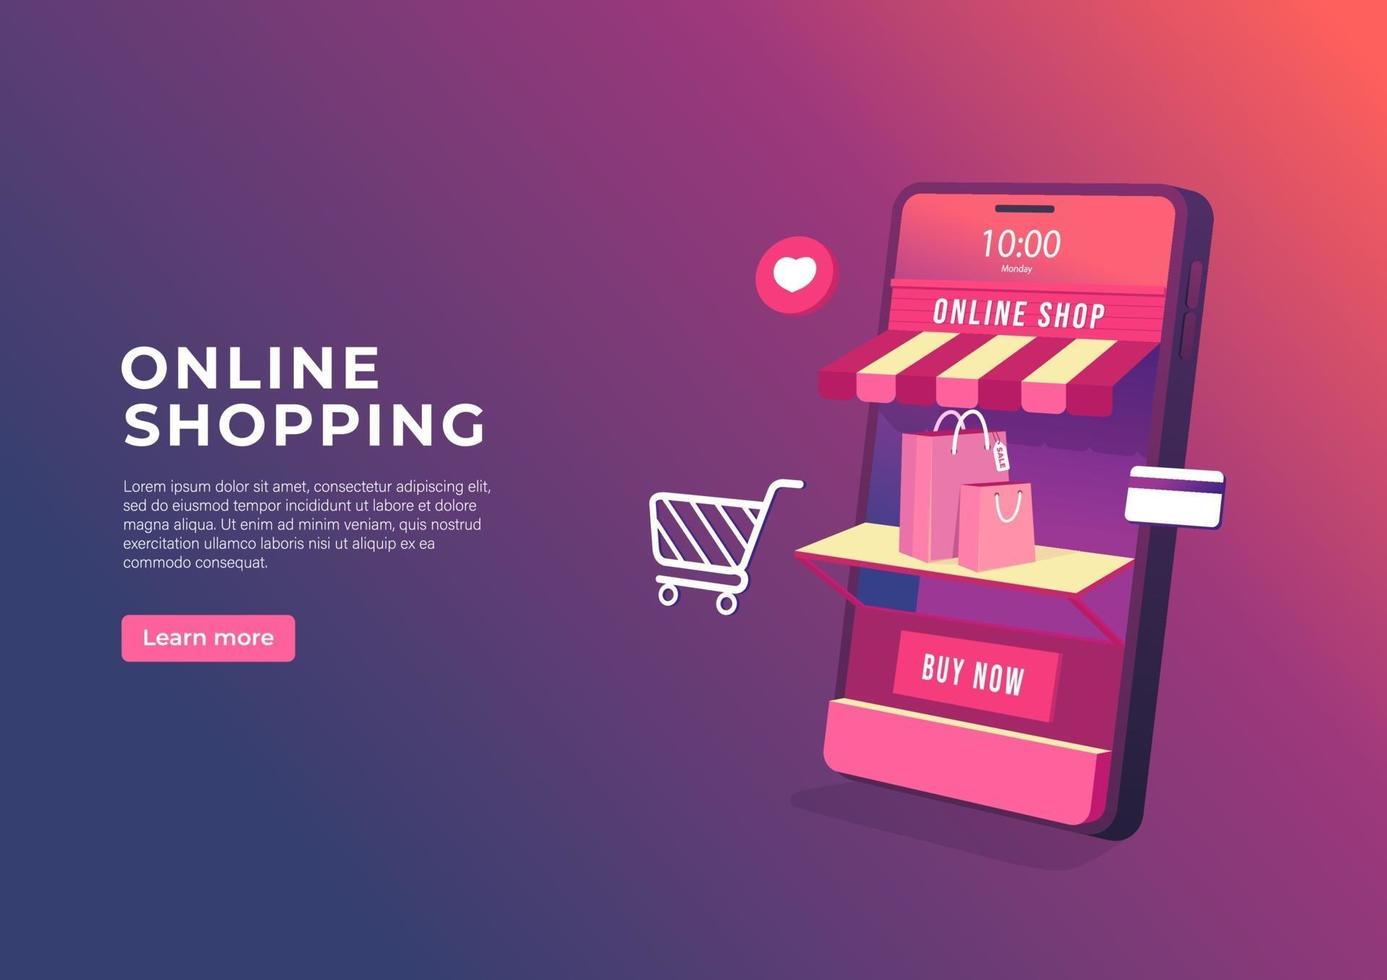 ONLINE
SHOPPING
Lorem ipsum dolor sit amet, consectetur adipiscing elit,
sed do eiusmod tempor incididunt ut labore et dolore
magna aliqua. Ut enim ad minim veniam, quis nostrud
exercitation ullamco laboris nisi ut aliquip ex ea
commodo consequat.
Learn more
10:00
Monday
ONLINE SHOP
SALE
BUY NOW